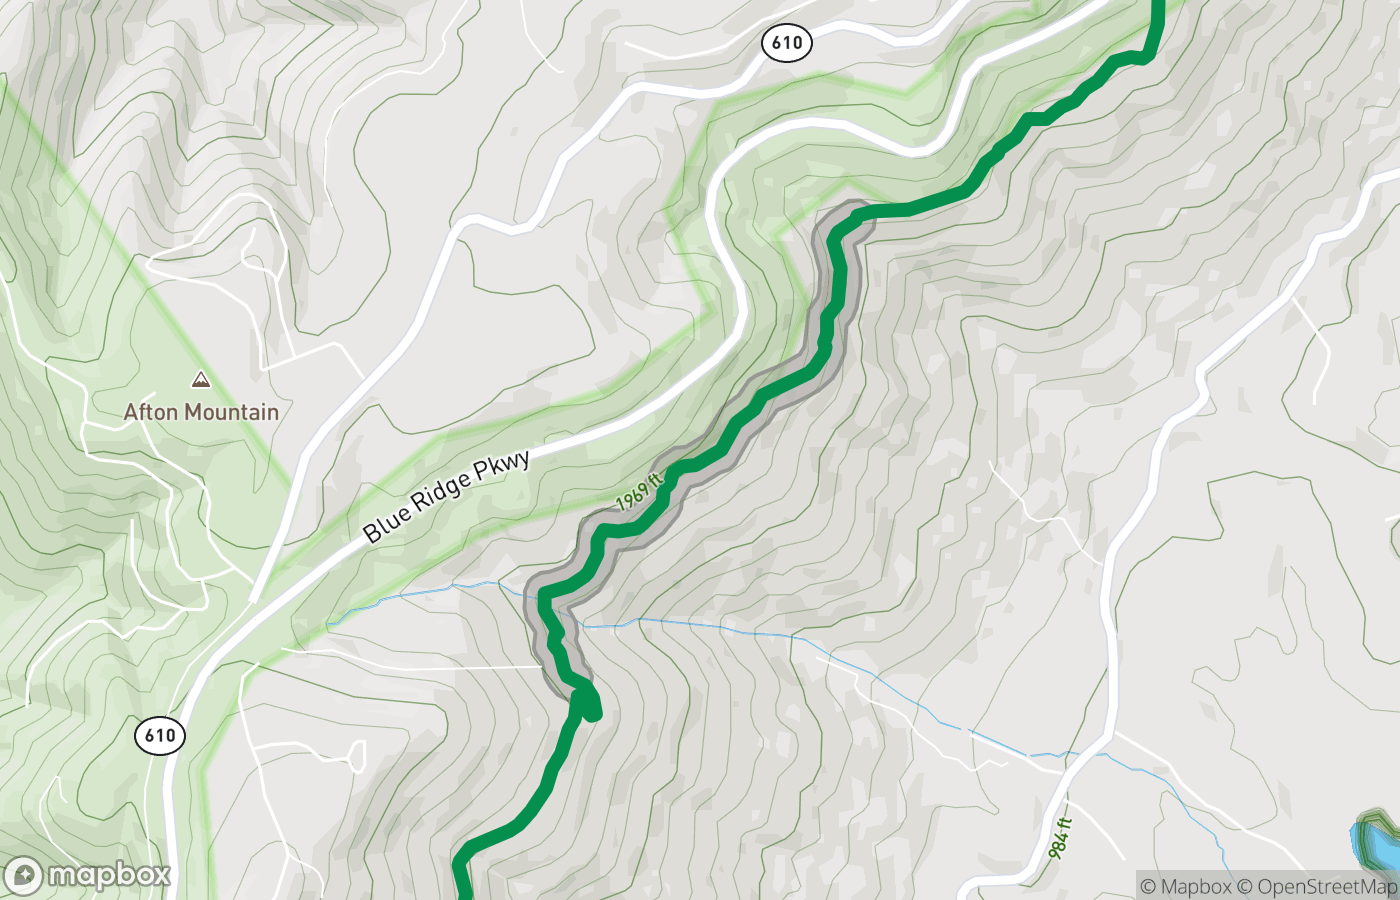 610
Afton Mountain
Blue Ridge Pkwy
1969 ft
610
984 ft
mapbox
© Mapbox © OpenStreetMap